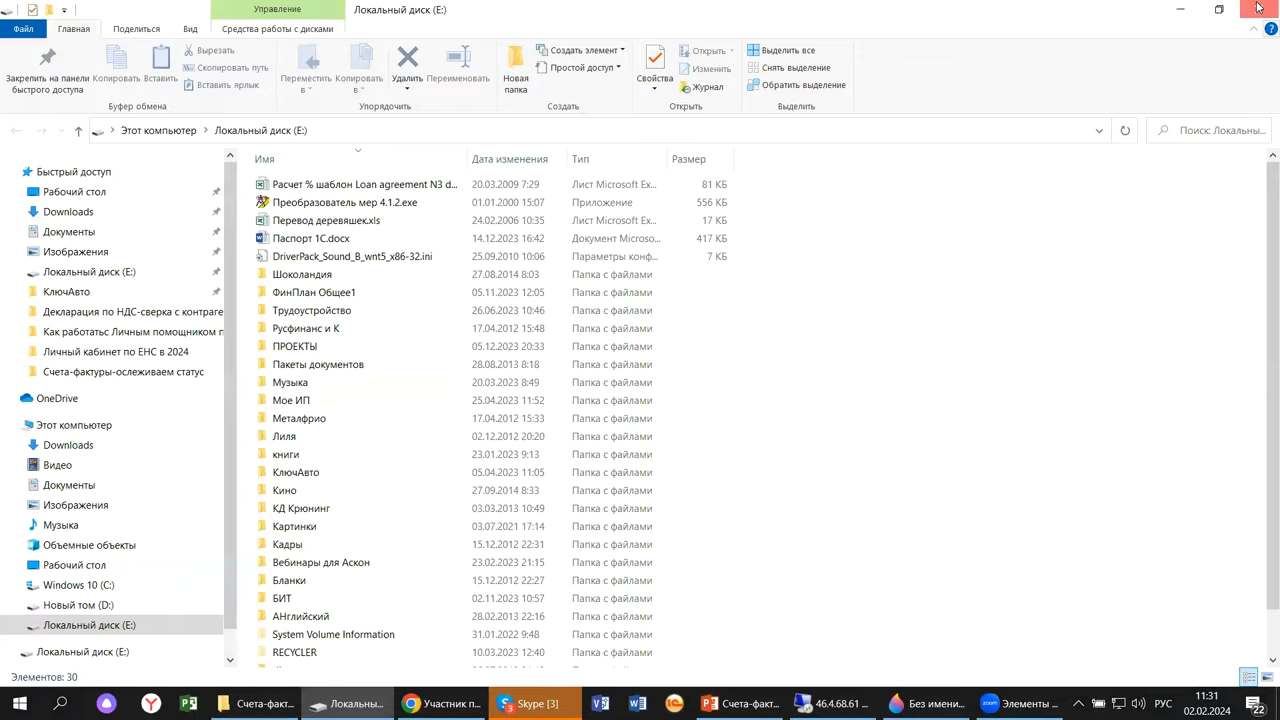 Управление
Локальный диск (E:)
Файл
Главная
Поделиться
Вид
Средства работы с дисками
Закрепить на панели быстрого доступа
Копировать
Вставить
Вырезать
Скопировать путь
Вставить ярлык
Буфер обмена
Переместить в
Копировать в
Удалить
Переименовать
Упорядочить
Новая папка
Создать элемент
Простой доступ
Создать
Свойства
Открыть
Изменить
Журнал
Открыть
Выделить все
Снять выделение
Обратить выделение
Выделить
Этот компьютер > Локальный диск (E:)
Поиск: Локальны...
Имя Дата изменения Тип Размер
Расчет % шаблон Loan agreement N3 d... 20.03.2009 7:29 Лист Microsoft Ex... 81 КБ
Преобразователь мер 4.1.2.exe 01.01.2000 15:07 Приложение 556 КБ
Перевод деревяшек.xls 24.02.2006 10:35 Лист Microsoft Ex... 17 КБ
Паспорт 1С.docx 14.12.2023 16:42 Документ Microso... 417 КБ
DriverPack_Sound_B_wnt5_x86-32.ini 25.09.2010 10:06 Параметры конф... 7 КБ
Шоколандия 27.08.2014 8:03 Папка с файлами
ФинПлан Общее1 05.11.2023 12:05 Папка с файлами
Трудоустройство 26.06.2023 10:46 Папка с файлами
Русфинанс и К 17.04.2012 15:48 Папка с файлами
ПРОЕКТЫ 05.12.2023 20:33 Папка с файлами
Пакеты документов 28.08.2013 8:18 Папка с файлами
Музыка 20.03.2023 8:49 Папка с файлами
Мое ИП 25.04.2023 11:52 Папка с файлами
Металфрио 17.04.2012 15:33 Папка с файлами
Лиля 02.12.2012 20:20 Папка с файлами
книги 23.01.2023 9:13 Папка с файлами
КлючАвто 05.04.2023 11:05 Папка с файлами
Кино 27.09.2014 8:33 Папка с файлами
КД Крюнинг 03.03.2013 10:49 Папка с файлами
Картинки 03.07.2021 17:14 Папка с файлами
Кадры 15.12.2012 22:31 Папка с файлами
Вебинары для Аскон 23.02.2023 21:15 Папка с файлами
Бланки 15.12.2012 22:27 Папка с файлами
БИТ 02.11.2023 10:57 Папка с файлами
АНглийский 28.02.2013 22:16 Папка с файлами
System Volume Information 31.01.2022 9:48 Папка с файлами
RECYCLER 10.03.2023 12:40 Папка с файлами
Быстрый доступ
Рабочий стол
Downloads
Документы
Изображения
Локальный диск (E:)
КлючАвто
Декларация по НДС-сверка с контраге
Как работатьс Личным помощником п
Личный кабинет по ЕНС в 2024
Счета-фактуры-ослеживаем статус
OneDrive
Этот компьютер
Downloads
Видео
Документы
Изображения
Музыка
Объемные объекты
Рабочий стол
Windows 10 (C:)
Новый том (D:)
Локальный диск (E:)
Локальный диск (E:)
Элементов: 30
Счета-факт...
Локальны...
Участник п...
Skype [3]
Счета-факт...
46.4.68.61 ...
Без имени...
Элементы ...
РУС
11:31
02.02.2024
22